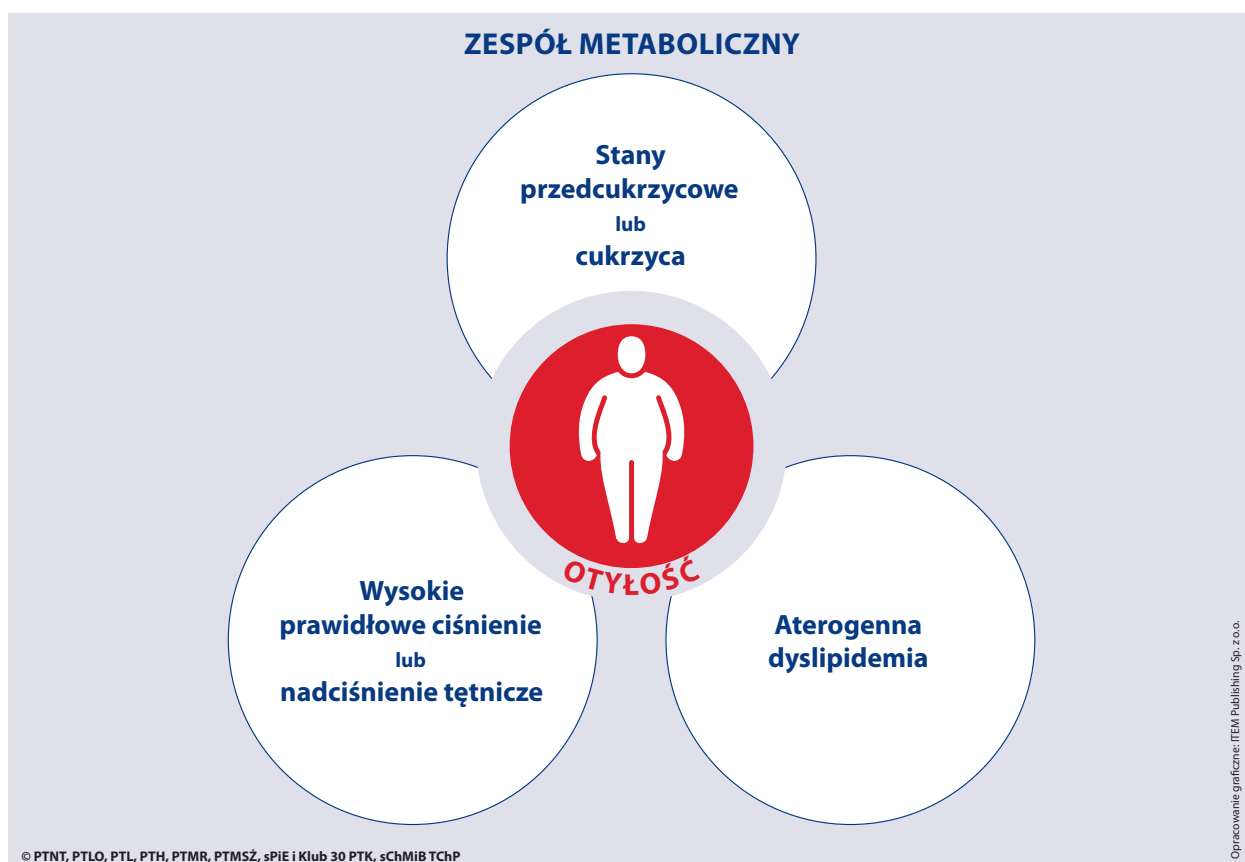 ZESPÓŁ METABOLICZNY
Stany
przedcukrzycowe
lub
cukrzyca
OTYŁOŚĆ
Wysokie
prawidłowe ciśnienie
lub
nadciśnienie tętnicze
Aterogenna
dyslipidemia
Opracowanie graficzne: ITEM Publishing Sp. z o.o.
© PTNT, PTLO, PTL, PTH, PTMR, PTMSŻ, sPiE i Klub 30 PTK, sChMiB TChP